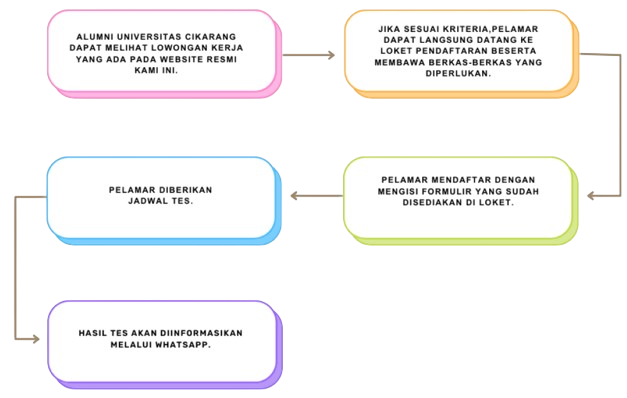 ALUMNI UNIVERSITAS CIKARANG
DAPAT MELIHAT LOWONGAN KERJA
YANG ADA PADA WEBSITE RESMI
KAMI INI.
JIKA SESUAI KRITERIA,PELAMAR
DAPAT LANGSUNG DATANG KE
LOKET PENDAFTARAN BESERTA
MEMBAWA BERKAS-BERKAS YANG
DIPERLUKAN.
PELAMAR MENDAFTAR DENGAN
MENGISI FORMULIR YANG SUDAH
DISEDIAKAN DI LOKET.
PELAMAR DIBERIKAN
JADWAL TES.
HASIL TES AKAN DIINFORMASIKAN
MELALUI WHATSAPP.